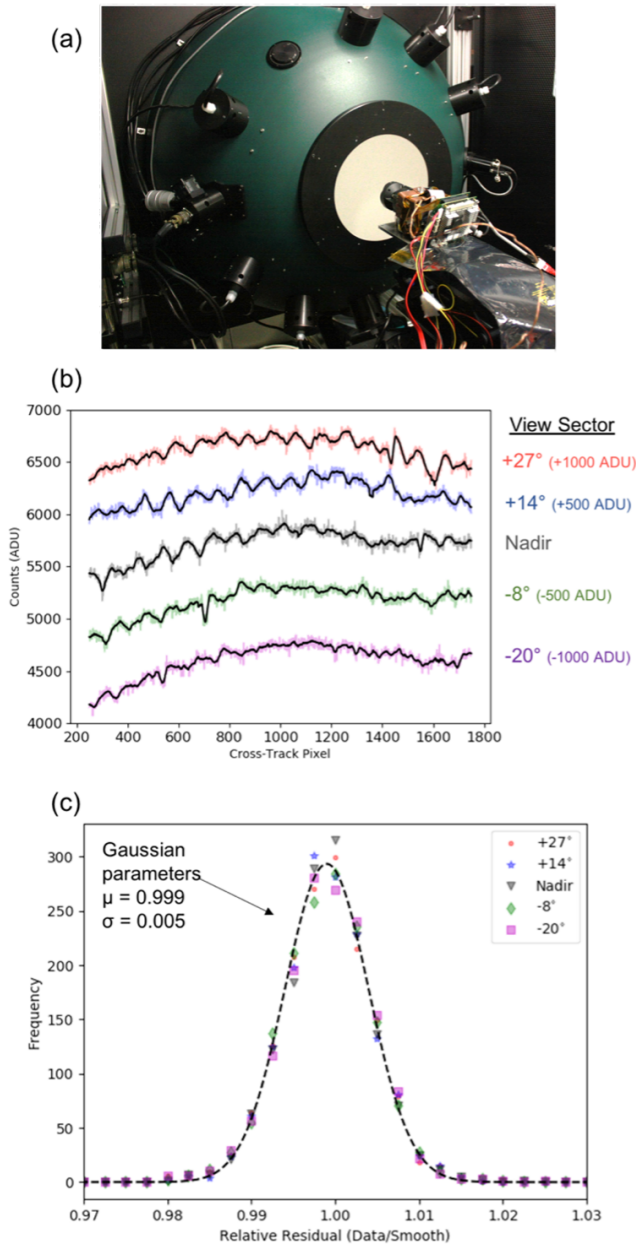 (a)
(b)
7000
6500
6000
5500
5000
4500
4000
Counts (ADU)
200 400 600 800 1000 1200 1400 1600 1800
Cross-Track Pixel
View Sector
+27° (+1000 ADU)
+14° (+500 ADU)
Nadir
-8° (-500 ADU)
-20° (-1000 ADU)
(c)
Gaussian
parameters
μ = 0.999
σ = 0.005
+27°
+14°
Nadir
-8°
-20°
300
250
200
150
100
50
0
Frequency
0.97 0.98 0.99 1.00 1.01 1.02 1.03
Relative Residual (Data/Smooth)